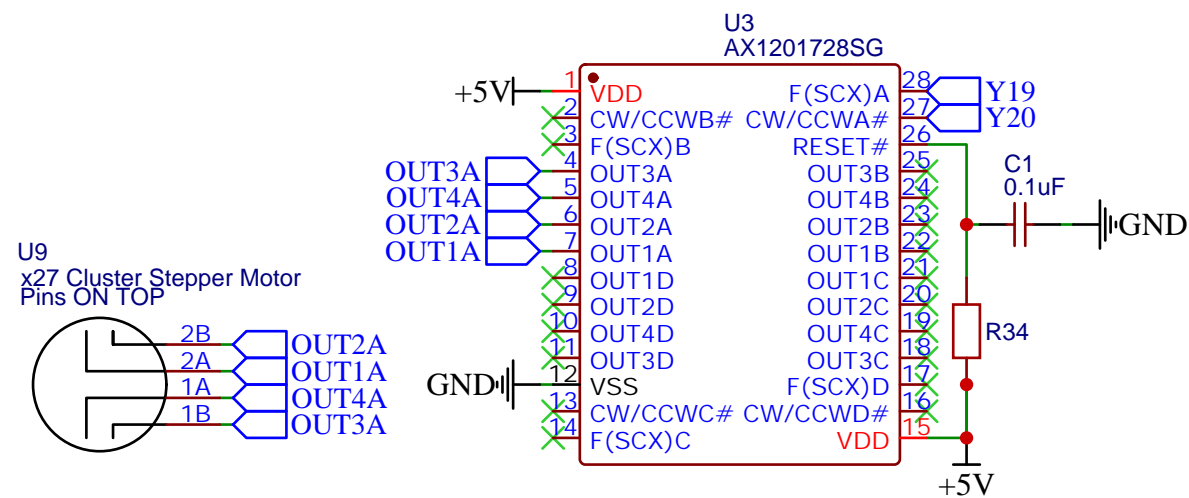 U3
AX1201728SG
+5V
1 VDD
2 CW/CCWB#
3 F(SCX)B
OUT3A 4 OUT3A
OUT4A 5 OUT4A
OUT2A 6 OUT2A
OUT1A 7 OUT1A
8 OUT1D
9 OUT2D
10 OUT4D
11 OUT3D
GND 12 VSS
13 CW/CCWC#
14 F(SCX)C
F(SCX)A 28 Y19
CW/CCWA# 27 Y20
RESET# 26
OUT3B 25
OUT4B 24
OUT2B 23
OUT1B 22
OUT1C 21
OUT2C 20
OUT4C 19
OUT3C 18
F(SCX)D 17
CW/CCWD# 16
VDD 15
C1
0.1uF
GND
R34
+5V
U9
x27 Cluster Stepper Motor
Pins ON TOP
2B OUT2A
2A OUT1A
1A OUT4A
1B OUT3A